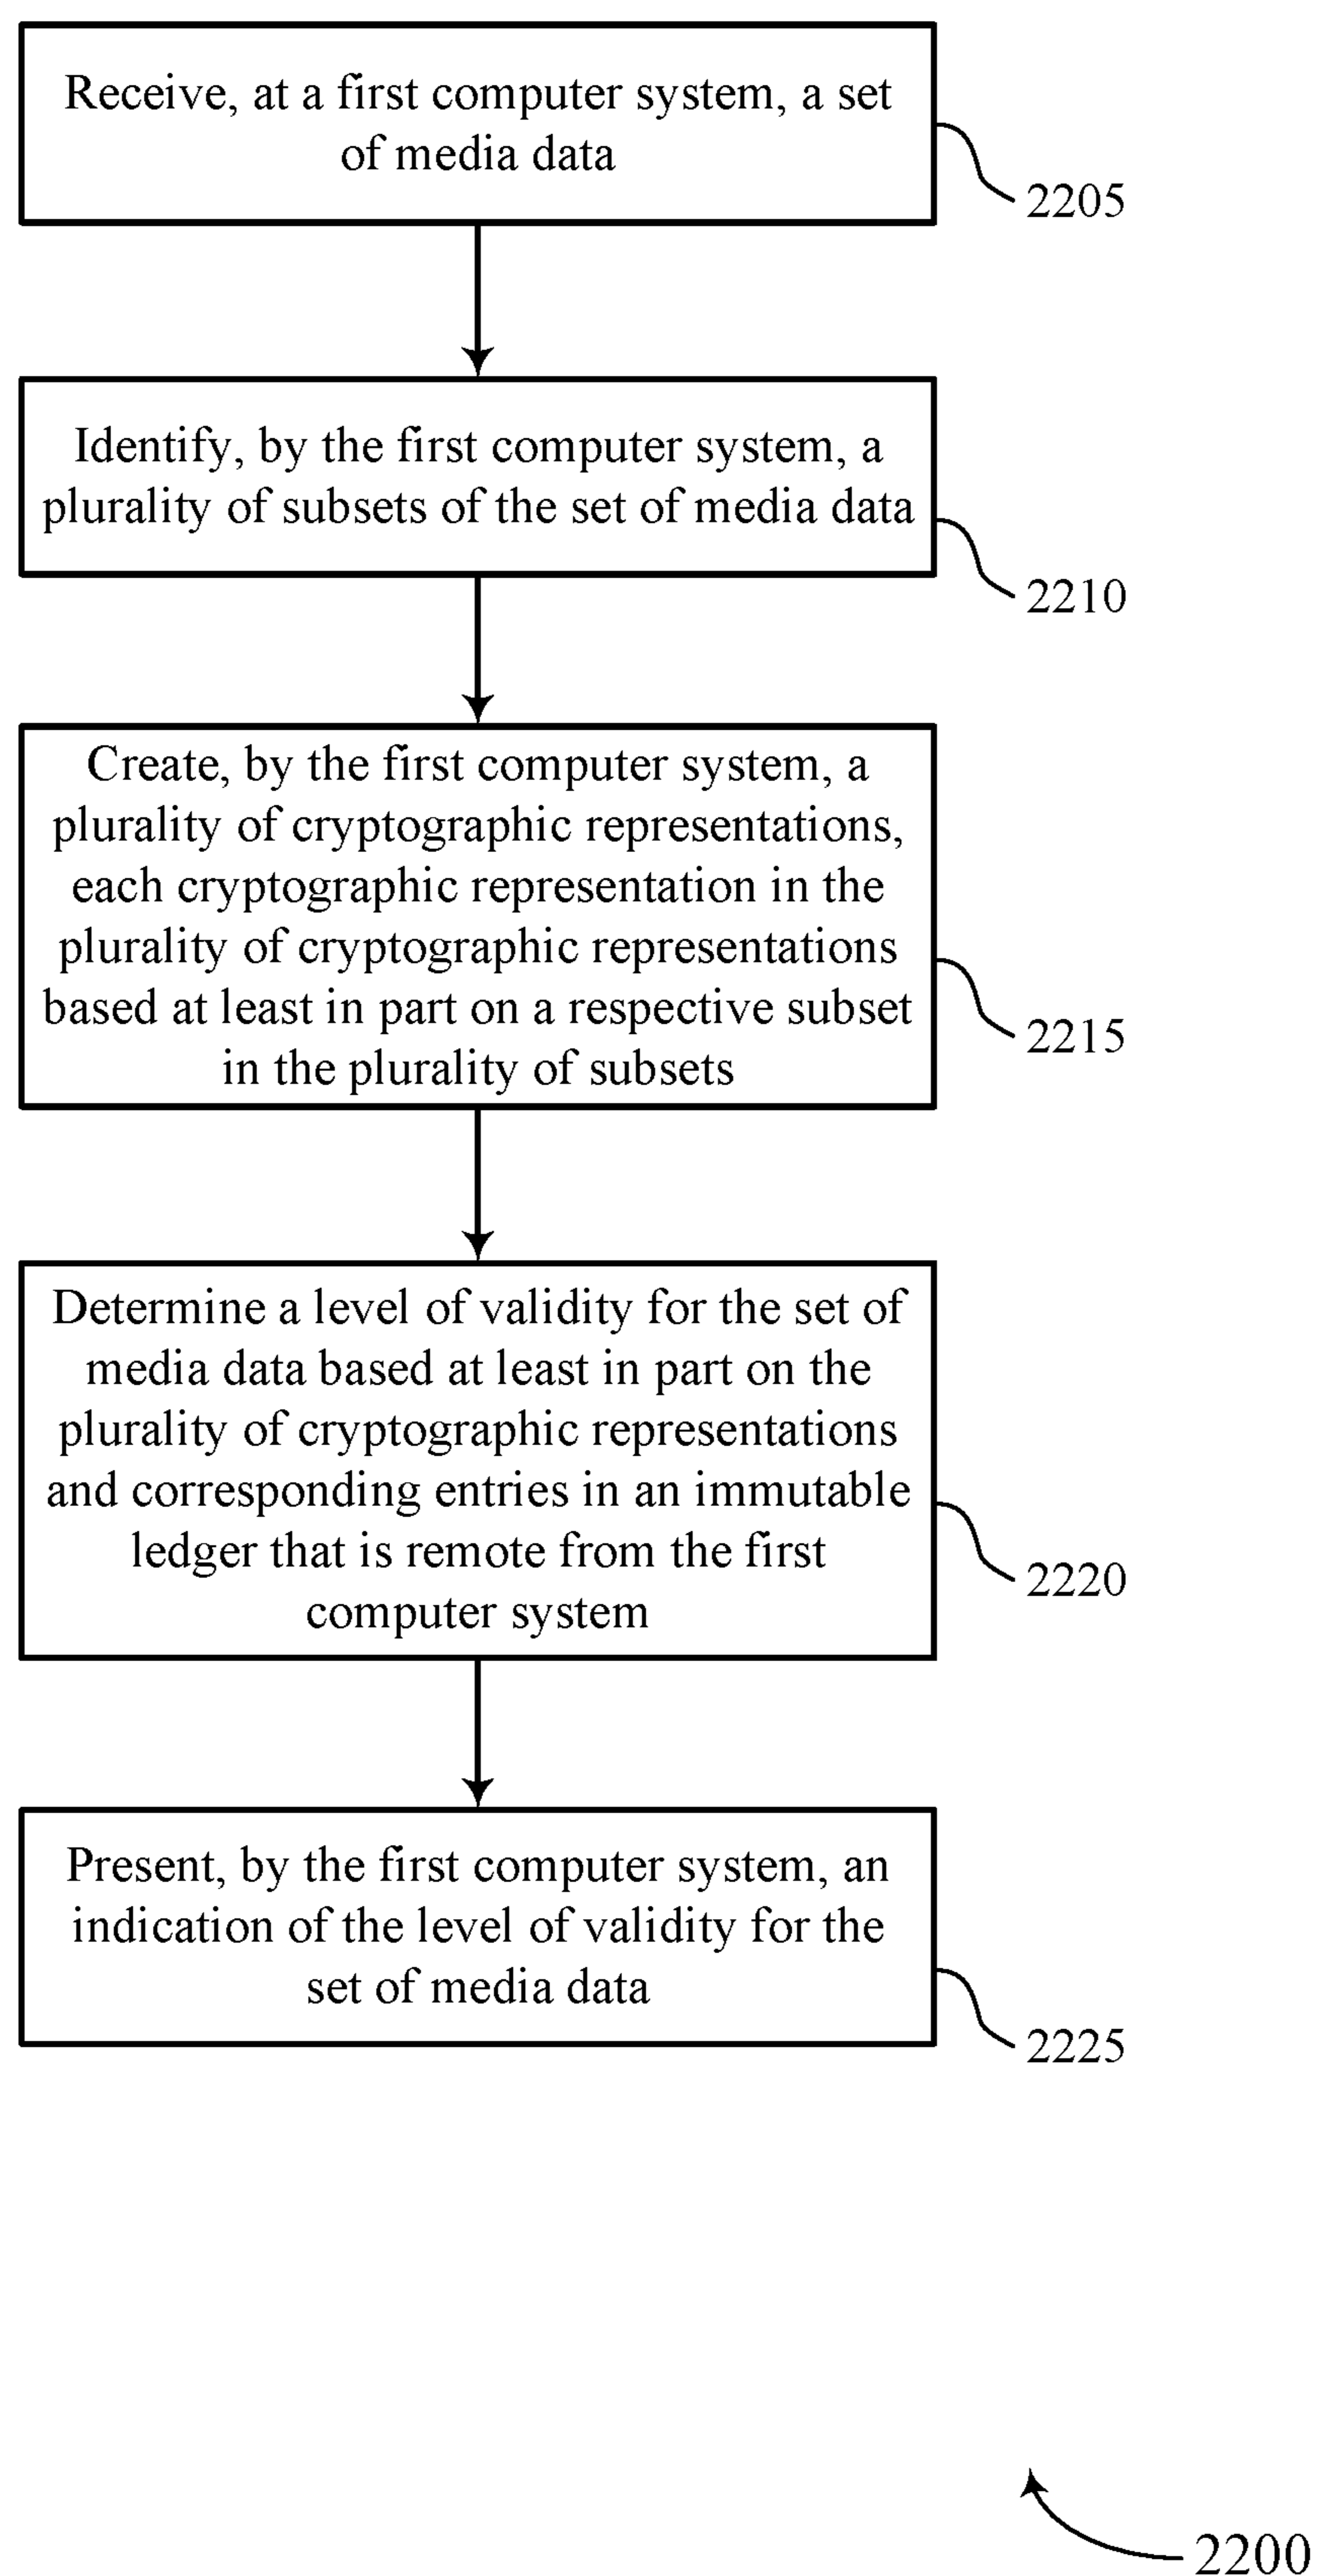 Receive, at a first computer system, a set
of media data
2205
Identify, by the first computer system, a
plurality of subsets of the set of media data
2210
Create, by the first computer system, a
plurality of cryptographic representations,
each cryptographic representation in the
plurality of cryptographic representations
based at least in part on a respective subset
in the plurality of subsets
2215
Determine a level of validity for the set of
media data based at least in part on the
plurality of cryptographic representations
and corresponding entries in an immutable
ledger that is remote from the first
computer system
2220
Present, by the first computer system, an
indication of the level of validity for the
set of media data
2225
2200